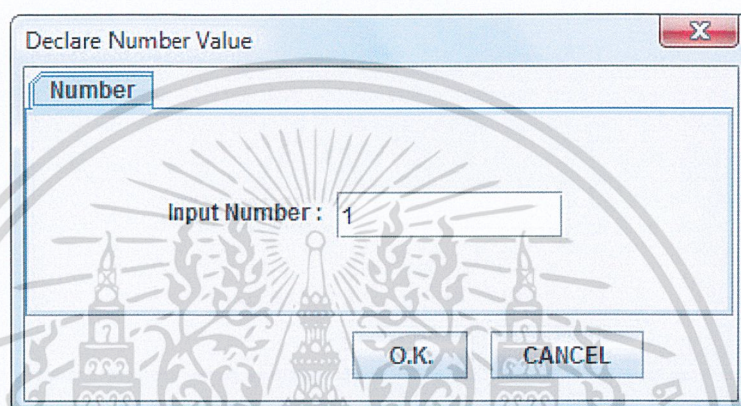 Declare Number Value
Number
Input Number : 1
O.K. CANCEL